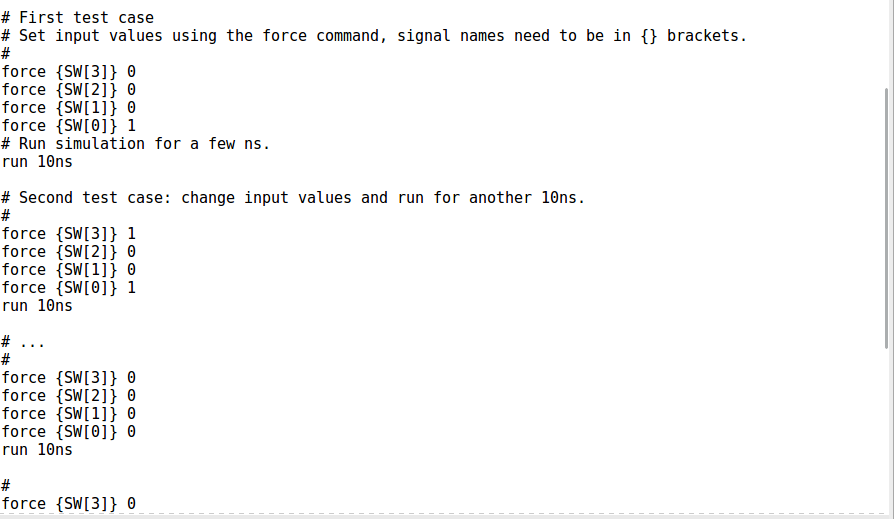 # First test case
# Set input values using the force command, signal names need to be in {} brackets.
#
force {SW[3]} 0
force {SW[2]} 0
force {SW[1]} 0
force {SW[0]} 1
# Run simulation for a few ns.
run 10ns

# Second test case: change input values and run for another 10ns.
#
force {SW[3]} 1
force {SW[2]} 0
force {SW[1]} 0
force {SW[0]} 1
run 10ns

# ...
#
force {SW[3]} 0
force {SW[2]} 0
force {SW[1]} 0
force {SW[0]} 0
run 10ns

#
force {SW[3]} 0